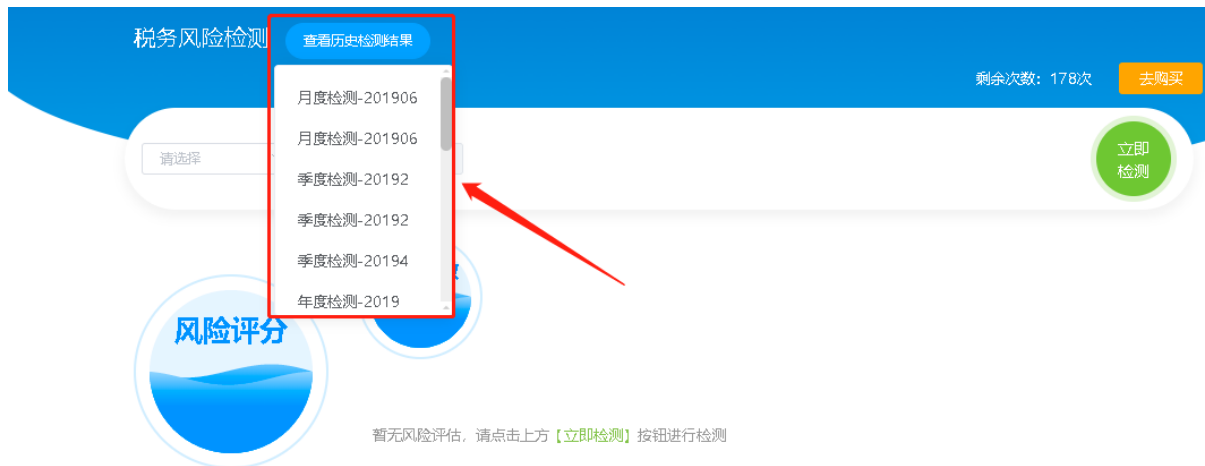 税务风险检测
查看历史检测结果
剩余次数：178次
去购买
月度检测-201906
月度检测-201906
季度检测-20192
季度检测-20192
季度检测-20194
年度检测-2019
请选择
立即
检测
风险评分
暂无风险评估，请点击上方【立即检测】按钮进行检测